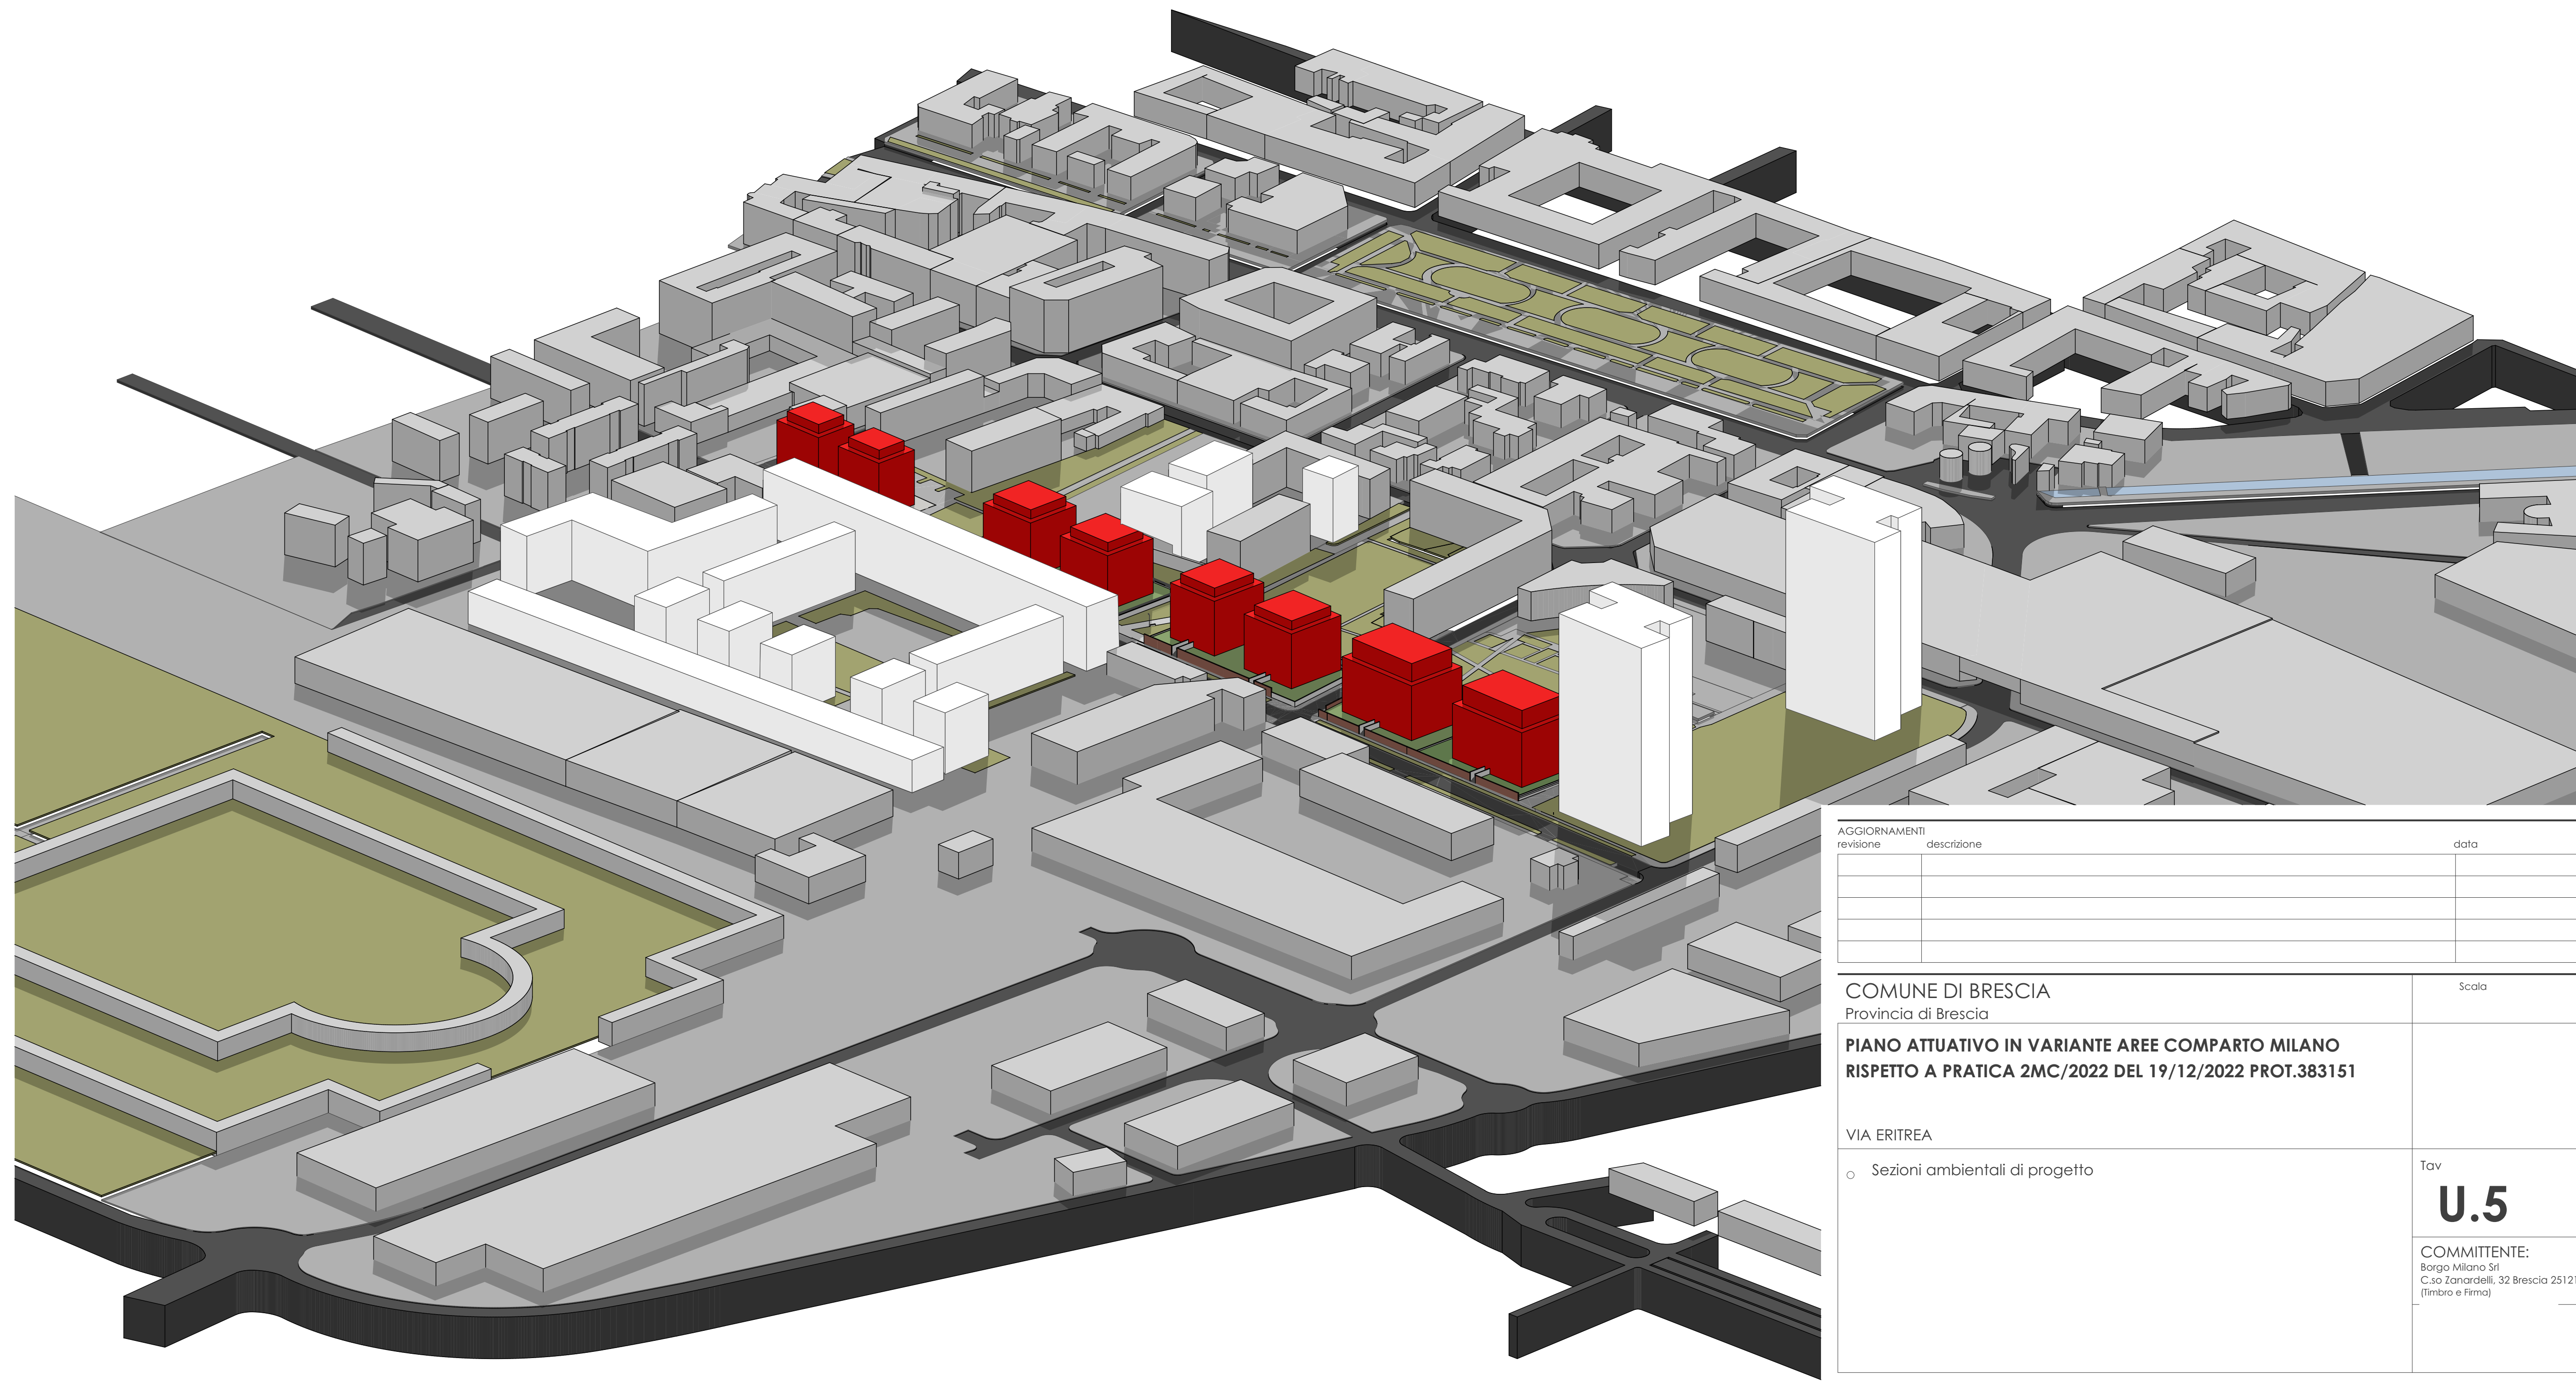 AGGIORNAMENTI
revisione descrizione data
COMUNE DI BRESCIA
Provincia di Brescia
Scala
PIANO ATTUATIVO IN VARIANTE AREE COMPARTO MILANO
RISPETTO A PRATICA 2MC/2022 DEL 19/12/2022 PROT.383151
VIA ERITREA
Sezioni ambientali di progetto
Tav
U.5
COMMITTENTE:
Borgo Milano Srl
C.so Zanardelli, 32 Brescia 25121
(Timbro e Firma)